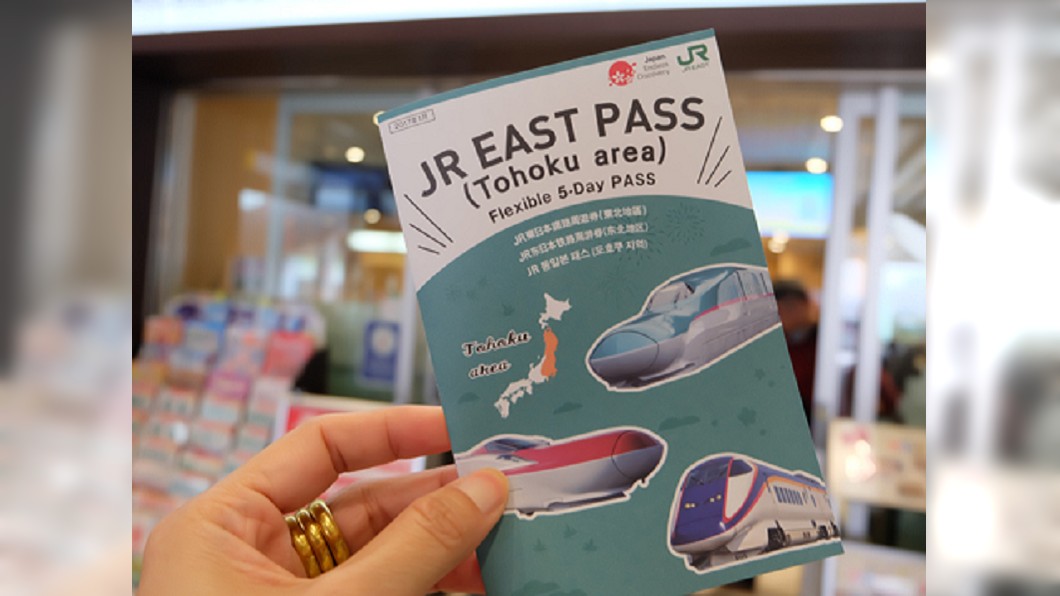 Japan
Endless
Discovery
JR
JR EAST
2017年1月
JR EAST PASS
(Tohoku area)
Flexible 5-Day PASS
JR東日本鐵路周遊券(東北地區)
JR东日本铁路周游券(东北地区)
JR 동일본 패스 (도호쿠 지역)
Tohoku
area